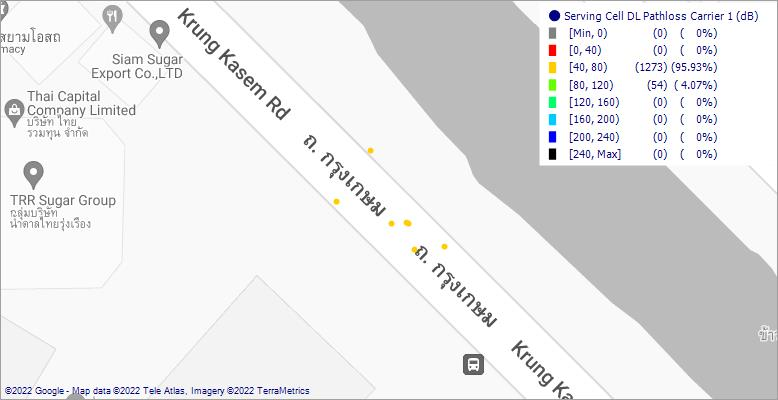 สยามโอสถ
macy
Siam Sugar
Export Co.,LTD
Thai Capital
Company Limited
บริษัท ไทย
รวมทุน จำกัด
TRR Sugar Group
กลุ่มบริษัท
น้ำตาลไทยรุ่งเรือง
Krung Kasem Rd
ถ. กรุงเกษม
ถ. กรุงเกษม
Krung Ka
ข้าว
Serving Cell DL Pathloss Carrier 1 (dB)
[Min, 0) (0) ( 0%)
[0, 40) (0) ( 0%)
[40, 80) (1273) (95.93%)
[80, 120) (54) ( 4.07%)
[120, 160) (0) ( 0%)
[160, 200) (0) ( 0%)
[200, 240) (0) ( 0%)
[240, Max] (0) ( 0%)
©2022 Google - Map data ©2022 Tele Atlas, Imagery ©2022 TerraMetrics